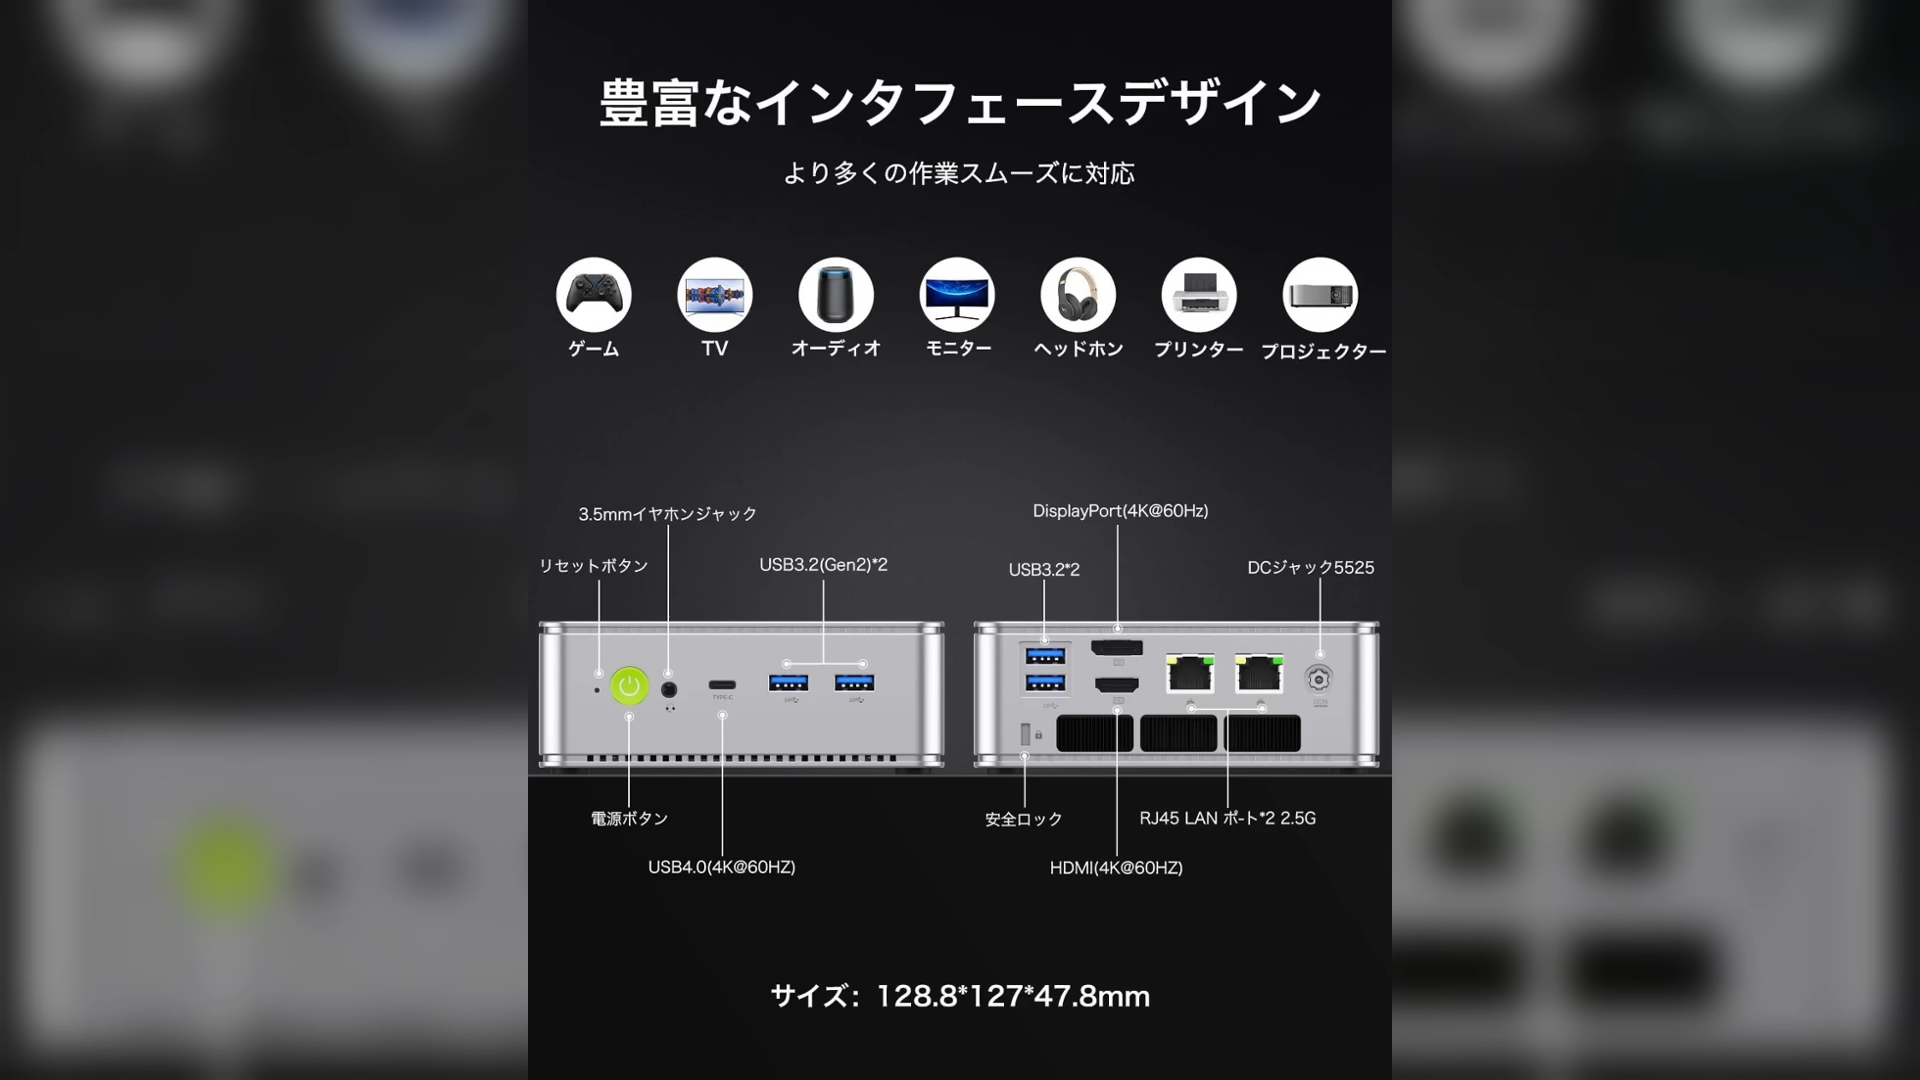 豊富なインタフェースデザイン
より多くの作業スムーズに対応
ゲーム
TV
オーディオ
モニター
ヘッドホン
プリンター
プロジェクター
3.5mmイヤホンジャック
DisplayPort(4K@60Hz)
リセットボタン
USB3.2(Gen2)*2
USB3.2*2
DCジャック5525
TYPE-C
電源ボタン
安全ロック
RJ45 LAN ポート*2 2.5G
USB4.0(4K@60HZ)
HDMI(4K@60HZ)
サイズ：128.8*127*47.8mm